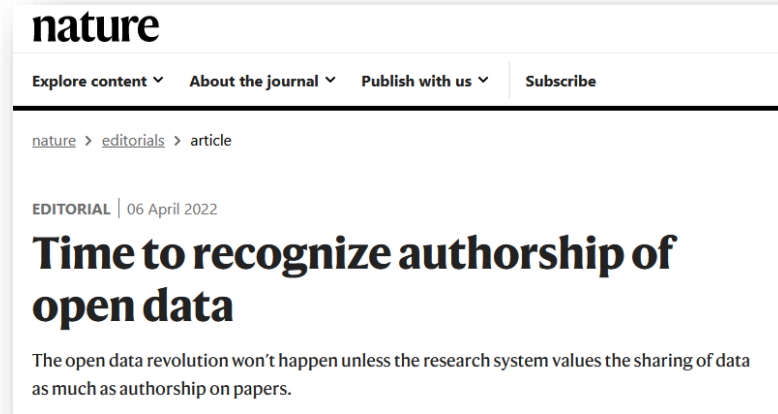 nature
Explore content About the journal Publish with us Subscribe
nature > editorials > article
EDITORIAL | 06 April 2022
Time to recognize authorship of
open data
The open data revolution won't happen unless the research system values the sharing of data
as much as authorship on papers.